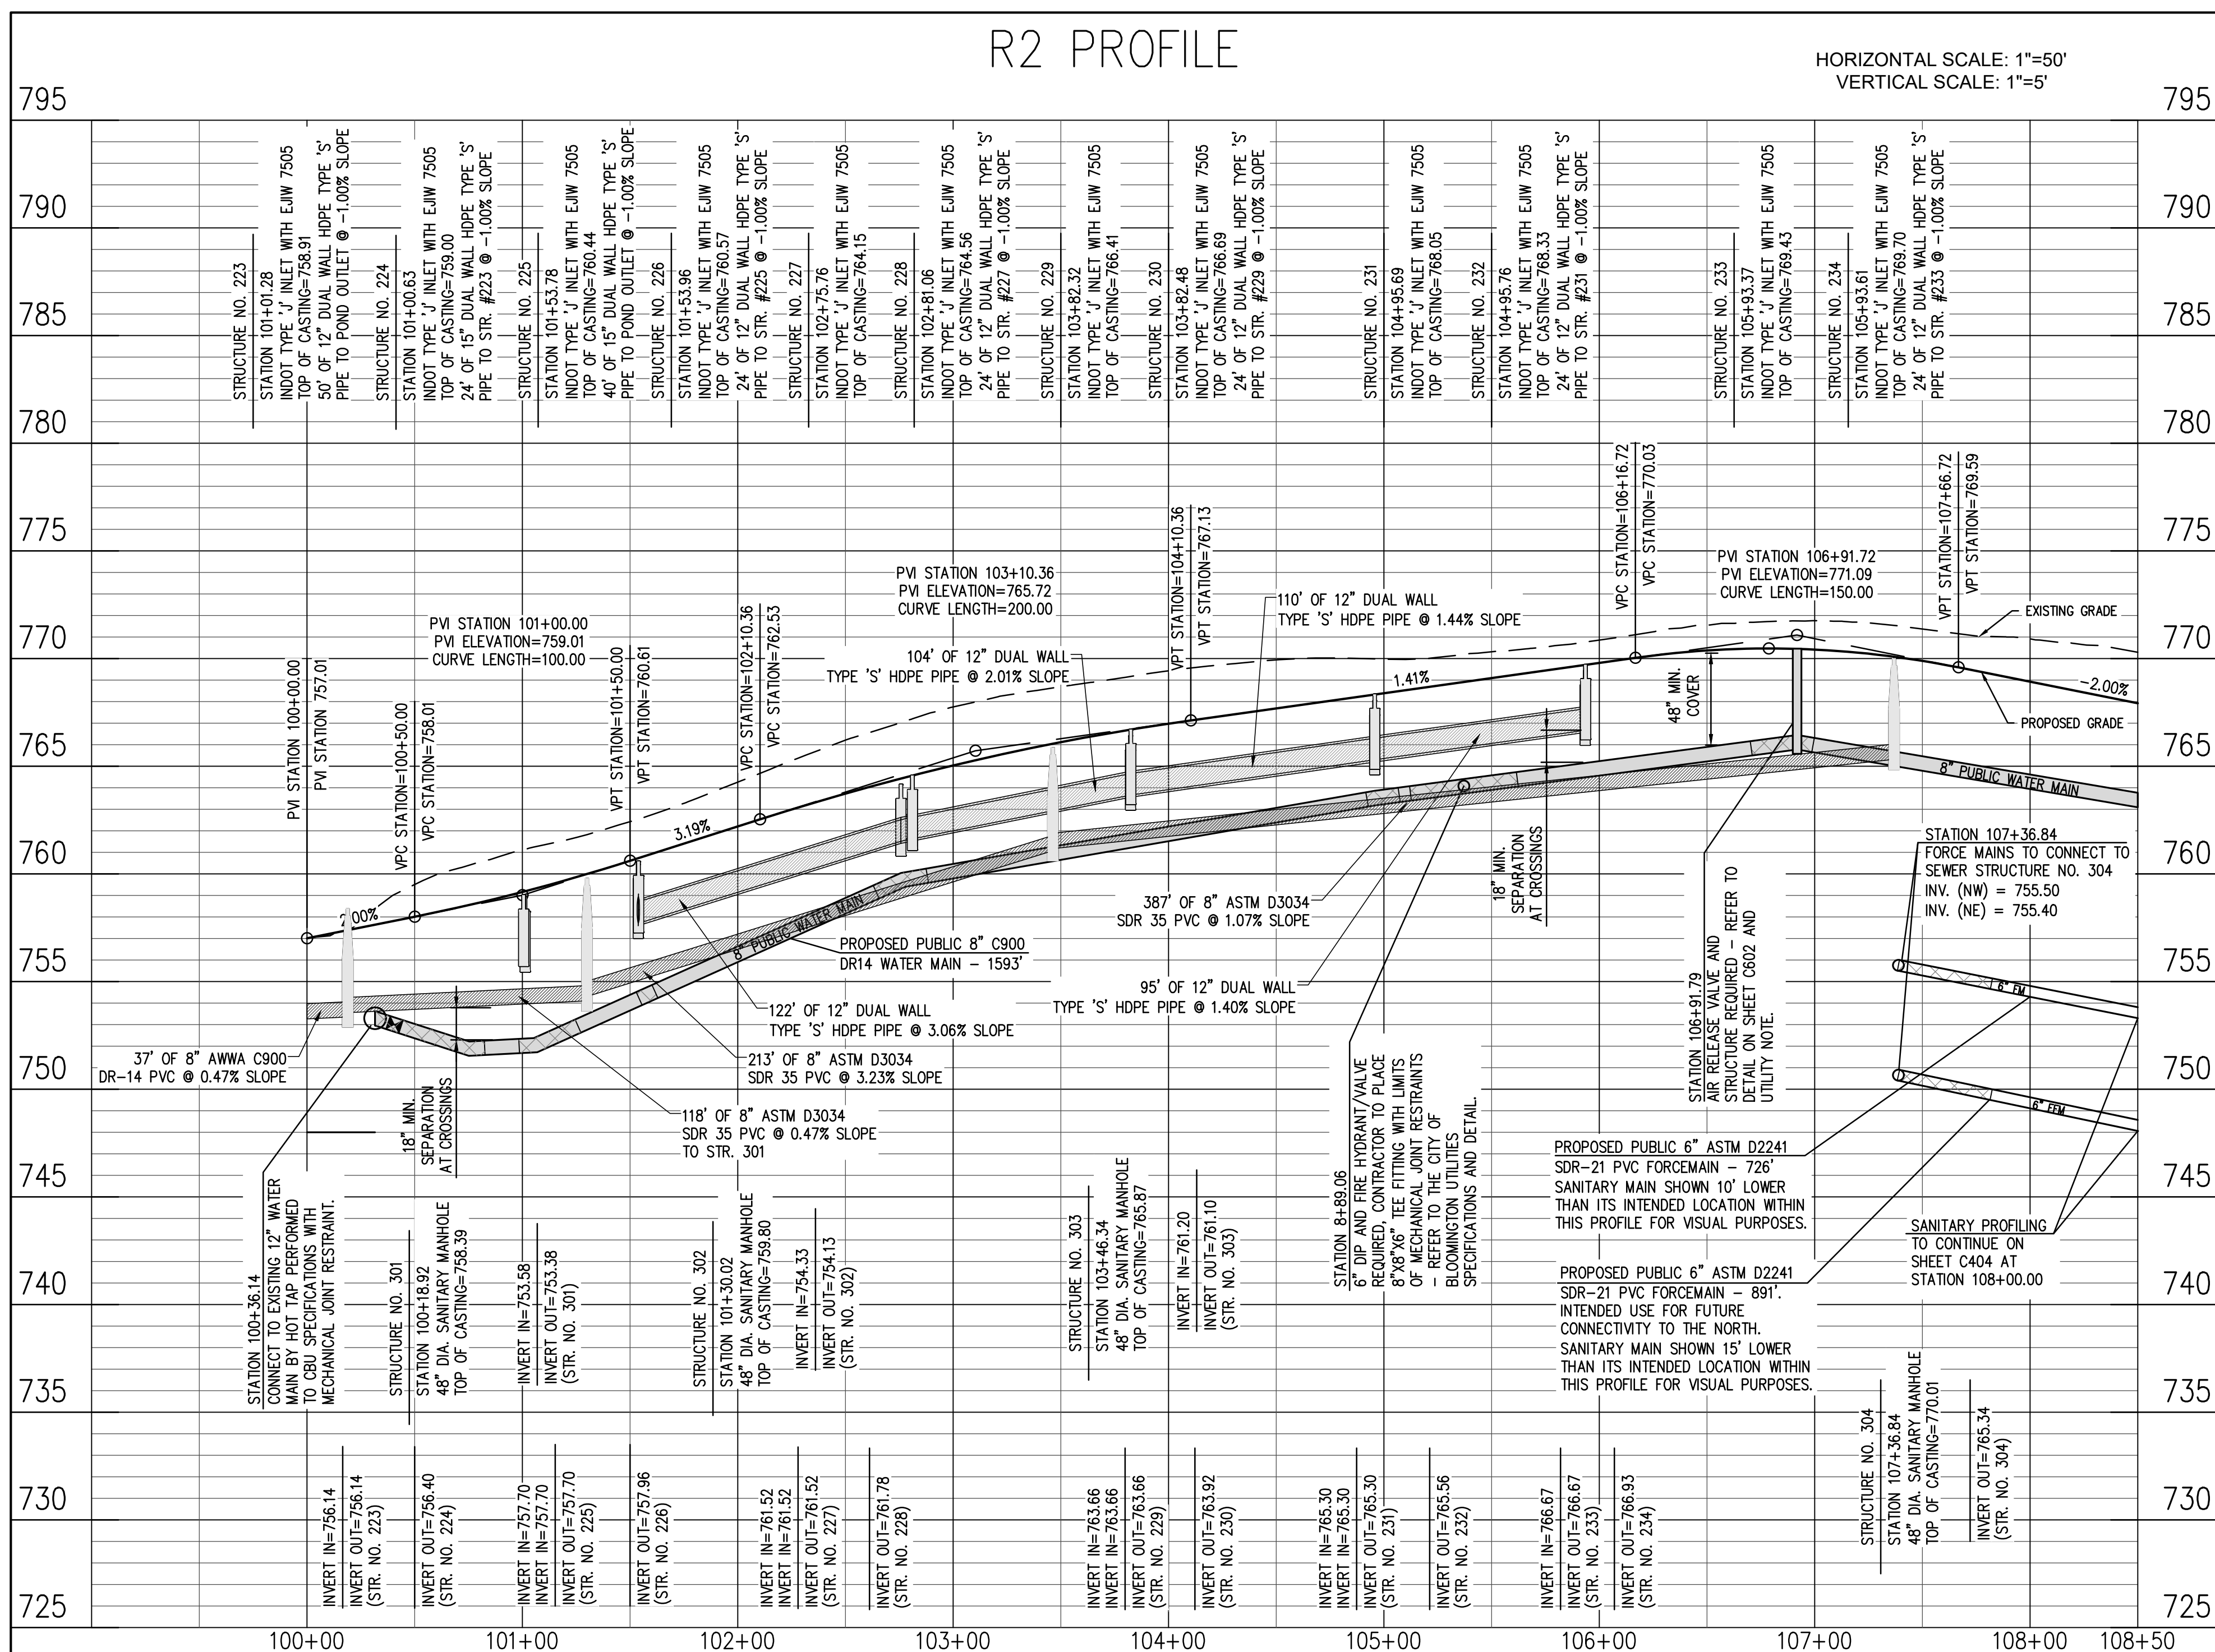 R2 PROFILE
HORIZONTAL SCALE: 1"=50'
VERTICAL SCALE: 1"=5'
795
790
785
780
775
770
765
760
755
750
745
740
735
730
725
795
790
785
780
775
770
765
760
755
750
745
740
735
730
725
STRUCTURE NO. 223
STATION 101+01.28
INDOT TYPE 'J' INLET WITH EJIW 7505
TOP OF CASTING=758.91
50' OF 12" DUAL WALL HDPE TYPE 'S'
PIPE TO POND OUTLET @ -1.00% SLOPE
STRUCTURE NO. 224
STATION 101+00.63
INDOT TYPE 'J' INLET WITH EJIW 7505
TOP OF CASTING=759.00
24' OF 15" DUAL WALL HDPE TYPE 'S'
PIPE TO STR. #223 @ -1.00% SLOPE
STRUCTURE NO. 225
STATION 101+53.78
INDOT TYPE 'J' INLET WITH EJIW 7505
TOP OF CASTING=760.44
40' OF 15" DUAL WALL HDPE TYPE 'S'
PIPE TO POND OUTLET @ -1.00% SLOPE
STRUCTURE NO. 226
STATION 101+53.96
INDOT TYPE 'J' INLET WITH EJIW 7505
TOP OF CASTING=760.57
24' OF 12" DUAL WALL HDPE TYPE 'S'
PIPE TO STR. #225 @ -1.00% SLOPE
STRUCTURE NO. 227
STATION 102+75.76
INDOT TYPE 'J' INLET WITH EJIW 7505
TOP OF CASTING=764.15
STRUCTURE NO. 228
STATION 102+81.06
INDOT TYPE 'J' INLET WITH EJIW 7505
TOP OF CASTING=764.56
24' OF 12" DUAL WALL HDPE TYPE 'S'
PIPE TO STR. #227 @ -1.00% SLOPE
STRUCTURE NO. 229
STATION 103+82.32
INDOT TYPE 'J' INLET WITH EJIW 7505
TOP OF CASTING=766.41
STRUCTURE NO. 230
STATION 103+82.48
INDOT TYPE 'J' INLET WITH EJIW 7505
TOP OF CASTING=766.69
24' OF 12" DUAL WALL HDPE TYPE 'S'
PIPE TO STR. #229 @ -1.00% SLOPE
STRUCTURE NO. 231
STATION 104+95.69
INDOT TYPE 'J' INLET WITH EJIW 7505
TOP OF CASTING=768.05
STRUCTURE NO. 232
STATION 104+95.76
INDOT TYPE 'J' INLET WITH EJIW 7505
TOP OF CASTING=768.33
24' OF 12" DUAL WALL HDPE TYPE 'S'
PIPE TO STR. #231 @ -1.00% SLOPE
STRUCTURE NO. 233
STATION 105+93.37
INDOT TYPE 'J' INLET WITH EJIW 7505
TOP OF CASTING=769.43
STRUCTURE NO. 234
STATION 105+93.61
INDOT TYPE 'J' INLET WITH EJIW 7505
TOP OF CASTING=769.70
24' OF 12" DUAL WALL HDPE TYPE 'S'
PIPE TO STR. #233 @ -1.00% SLOPE
PVI STATION 100+00.00
PVI STATION 757.01
VPC STATION=100+50.00
VPC STATION=758.01
PVI STATION 101+00.00
PVI ELEVATION=759.01
CURVE LENGTH=100.00
VPT STATION=101+50.00
VPT STATION=760.61
VPC STATION=102+10.36
VPC STATION=762.53
PVI STATION 103+10.36
PVI ELEVATION=765.72
CURVE LENGTH=200.00
VPT STATION=104+10.36
VPT STATION=767.13
VPC STATION=106+16.72
VPC STATION=770.03
PVI STATION 106+91.72
PVI ELEVATION=771.09
CURVE LENGTH=150.00
VPT STATION=107+66.72
VPT STATION=769.59
EXISTING GRADE
PROPOSED GRADE
2.00%
3.19%
1.41%
-2.00%
110' OF 12" DUAL WALL
TYPE 'S' HDPE PIPE @ 1.44% SLOPE
104' OF 12" DUAL WALL
TYPE 'S' HDPE PIPE @ 2.01% SLOPE
48" MIN.
COVER
8" PUBLIC WATER MAIN
8" PUBLIC WATER MAIN
18" MIN.
SEPARATION
AT CROSSINGS
387' OF 8" ASTM D3034
SDR 35 PVC @ 1.07% SLOPE
95' OF 12" DUAL WALL
TYPE 'S' HDPE PIPE @ 1.40% SLOPE
PROPOSED PUBLIC 8" C900
DR14 WATER MAIN - 1593'
122' OF 12" DUAL WALL
TYPE 'S' HDPE PIPE @ 3.06% SLOPE
213' OF 8" ASTM D3034
SDR 35 PVC @ 3.23% SLOPE
118' OF 8" ASTM D3034
SDR 35 PVC @ 0.47% SLOPE
TO STR. 301
37' OF 8" AWWA C900
DR-14 PVC @ 0.47% SLOPE
18" MIN.
SEPARATION
AT CROSSINGS
STATION 106+91.79
AIR RELEASE VALVE AND
STRUCTURE REQUIRED - REFER TO
DETAIL ON SHEET C602 AND
UTILITY NOTE.
STATION 107+36.84
FORCE MAINS TO CONNECT TO
SEWER STRUCTURE NO. 304
INV. (NW) = 755.50
INV. (NE) = 755.40
6" FM
6" FFM
STATION 8+89.06
6" DIP AND FIRE HYDRANT/VALVE
REQUIRED, CONTRACTOR TO PLACE
8"X8"X6" TEE FITTING WITH LIMITS
OF MECHANICAL JOINT RESTRAINTS
- REFER TO THE CITY OF
BLOOMINGTON UTILITIES
SPECIFICATIONS AND DETAIL.
PROPOSED PUBLIC 6" ASTM D2241
SDR-21 PVC FORCEMAIN - 726'
SANITARY MAIN SHOWN 10' LOWER
THAN ITS INTENDED LOCATION WITHIN
THIS PROFILE FOR VISUAL PURPOSES.
PROPOSED PUBLIC 6" ASTM D2241
SDR-21 PVC FORCEMAIN - 891'.
INTENDED USE FOR FUTURE
CONNECTIVITY TO THE NORTH.
SANITARY MAIN SHOWN 15' LOWER
THAN ITS INTENDED LOCATION WITHIN
THIS PROFILE FOR VISUAL PURPOSES.
SANITARY PROFILING
TO CONTINUE ON
SHEET C404 AT
STATION 108+00.00
STATION 100+36.14
CONNECT TO EXISTING 12" WATER
MAIN BY HOT TAP PERFORMED
TO CBU SPECIFICATIONS WITH
MECHANICAL JOINT RESTRAINT.
STRUCTURE NO. 301
STATION 100+18.92
48" DIA. SANITARY MANHOLE
TOP OF CASTING=758.39
INVERT IN=753.58
INVERT OUT=753.38
(STR. NO. 301)
STRUCTURE NO. 302
STATION 101+30.02
48" DIA. SANITARY MANHOLE
TOP OF CASTING=759.80
INVERT IN=754.33
INVERT OUT=754.13
(STR. NO. 302)
STRUCTURE NO. 303
STATION 103+46.34
48" DIA. SANITARY MANHOLE
TOP OF CASTING=765.87
INVERT IN=761.20
INVERT OUT=761.10
(STR. NO. 303)
STRUCTURE NO. 304
STATION 107+36.84
48" DIA. SANITARY MANHOLE
TOP OF CASTING=770.01
INVERT OUT=765.34
(STR. NO. 304)
INVERT IN=756.14
INVERT OUT=756.14
(STR. NO. 223)
INVERT OUT=756.40
(STR. NO. 224)
INVERT IN=757.70
INVERT IN=757.70
INVERT OUT=757.70
(STR. NO. 225)
INVERT OUT=757.96
(STR. NO. 226)
INVERT IN=761.52
INVERT IN=761.52
INVERT OUT=761.52
(STR. NO. 227)
INVERT OUT=761.78
(STR. NO. 228)
INVERT IN=763.66
INVERT IN=763.66
INVERT OUT=763.66
(STR. NO. 229)
INVERT OUT=763.92
(STR. NO. 230)
INVERT IN=765.30
INVERT IN=765.30
INVERT OUT=765.30
(STR. NO. 231)
INVERT OUT=765.56
(STR. NO. 232)
INVERT IN=766.67
INVERT OUT=766.67
(STR. NO. 233)
INVERT OUT=766.93
(STR. NO. 234)
100+00
101+00
102+00
103+00
104+00
105+00
106+00
107+00
108+00
108+50